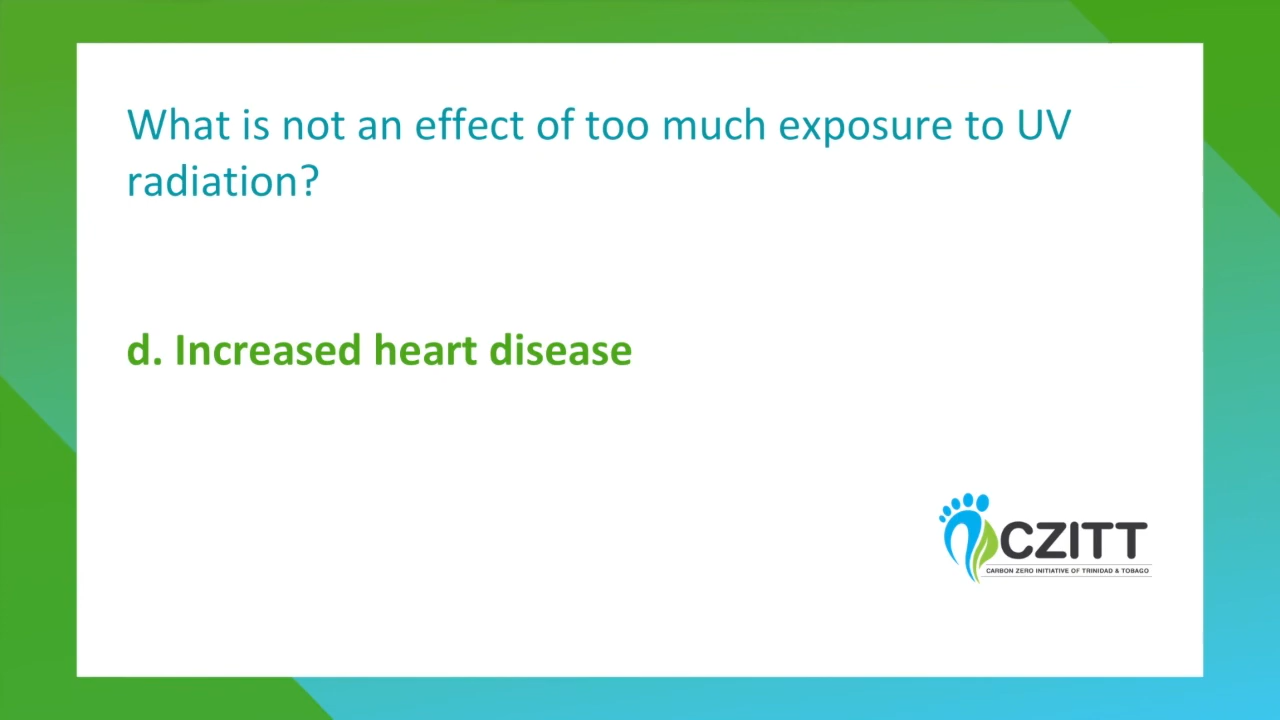 What is not an effect of too much exposure to UV
radiation?
d. Increased heart disease
CZITT
CARBON ZERO INITIATIVE OF TRINIDAD & TOBAGO